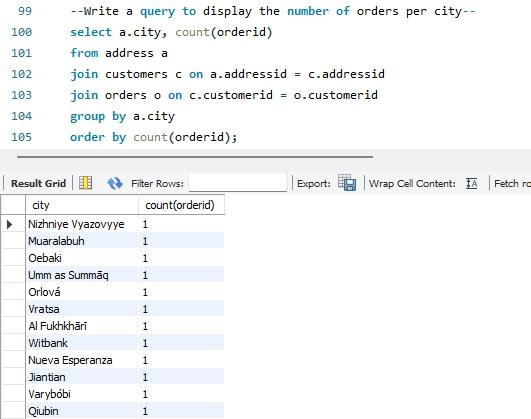 99 --Write a query to display the number of orders per city--
100 select a.city, count(orderid)
101 from address a
102 join customers c on a.addressid = c.addressid
103 join orders o on c.customerid = o.customerid
104 group by a.city
105 order by count(orderid);
Result Grid Filter Rows: Export: Wrap Cell Content: Fetch ro
city count(orderid)
Nizhniye Vyazovyye 1
Muaralabuh 1
Oebaki 1
Umm as Summāq 1
Orlová 1
Vratsa 1
Al Fukhkhārī 1
Witbank 1
Nueva Esperanza 1
Jiantian 1
Varybóbi 1
Qiubin 1